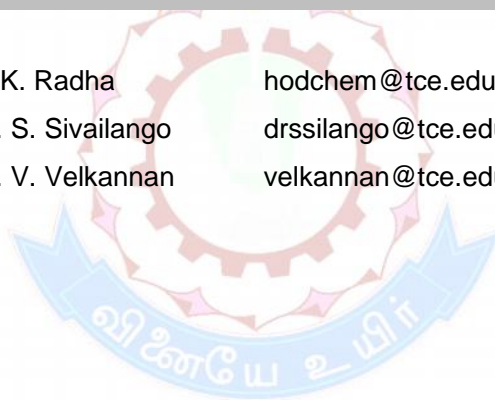 K. Radha hodchem@tce.edu
. S. Sivailango drssilango@tce.edu
. V. Velkannan velkannan@tce.edu
வினையே உயிர்